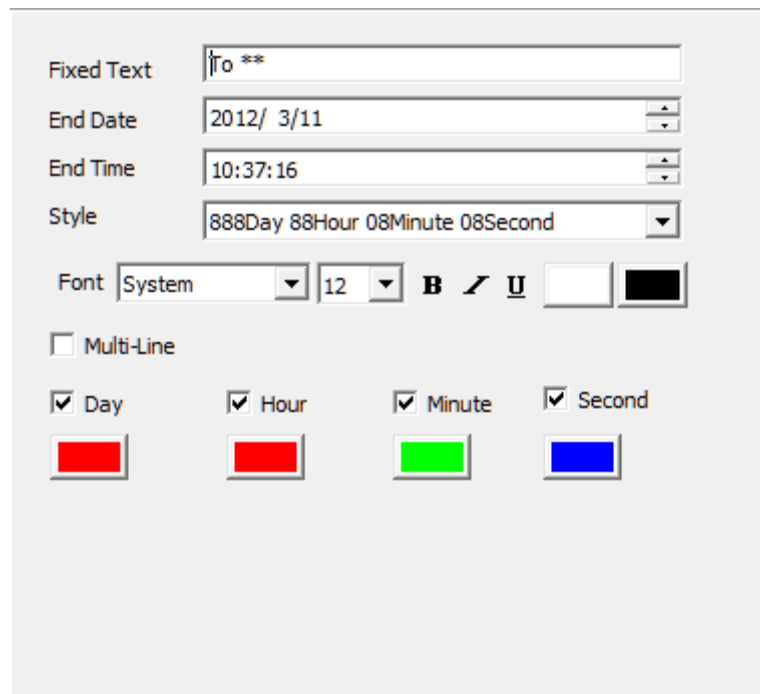 Fixed Text To **
End Date 2012/ 3/11
End Time 10:37:16
Style 888Day 88Hour 08Minute 08Second
Font System 12 B I U
Multi-Line
Day Hour Minute Second